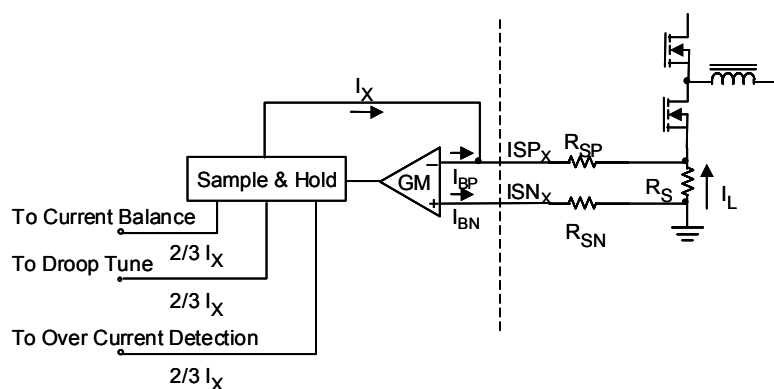 I_X
ISP_X
R_SP
Sample & Hold
GM
I_BP
ISN_X
R_S
I_L
To Current Balance
I_BN
R_SN
2/3 I_X
To Droop Tune
2/3 I_X
To Over Current Detection
2/3 I_X